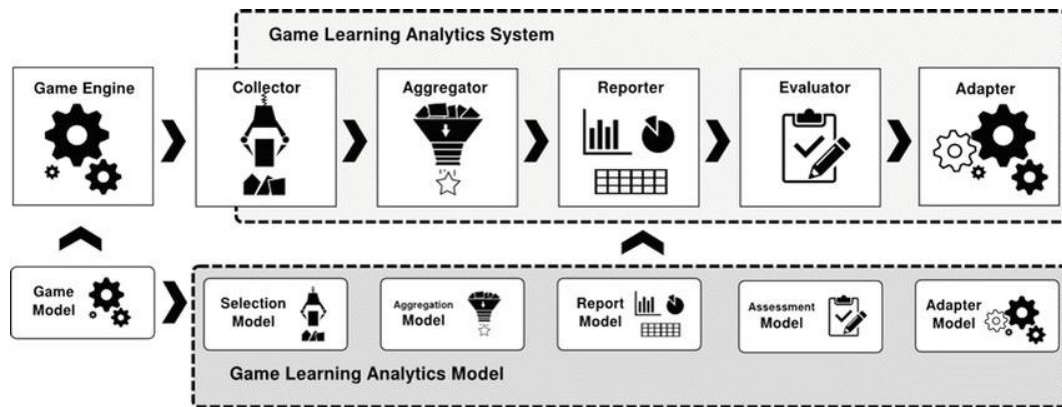 Game Learning Analytics System
Game Engine
Collector
Aggregator
Reporter
Evaluator
Adapter
Game
Model
Selection
Model
Aggregation
Model
Report
Model
Assessment
Model
Adapter
Model
Game Learning Analytics Model